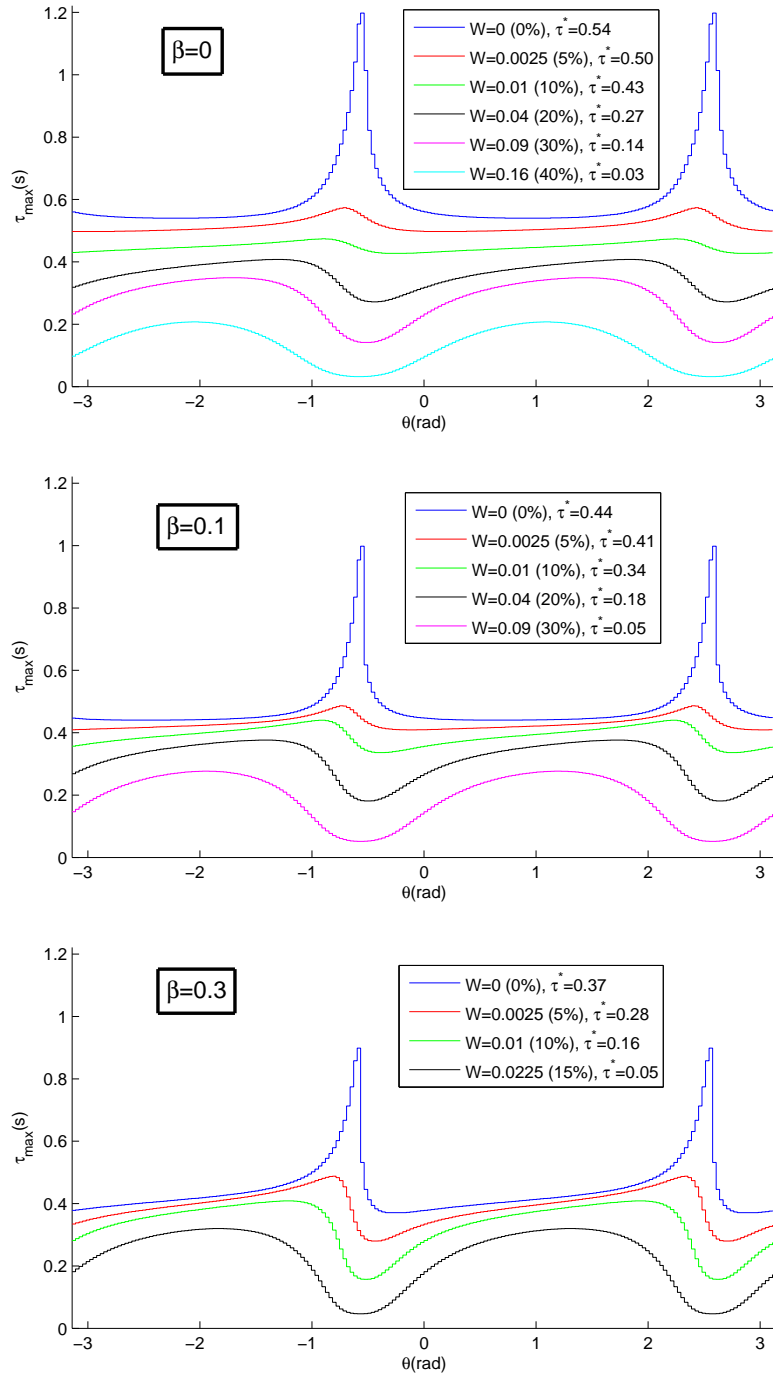 β=0
W=0 (0%), τ*=0.54
W=0.0025 (5%), τ*=0.50
W=0.01 (10%), τ*=0.43
W=0.04 (20%), τ*=0.27
W=0.09 (30%), τ*=0.14
W=0.16 (40%), τ*=0.03
τmax(s)
1.2
1
0.8
0.6
0.4
0.2
0
−3 −2 −1 0 1 2 3
θ(rad)
β=0.1
W=0 (0%), τ*=0.44
W=0.0025 (5%), τ*=0.41
W=0.01 (10%), τ*=0.34
W=0.04 (20%), τ*=0.18
W=0.09 (30%), τ*=0.05
τmax(s)
1.2
1
0.8
0.6
0.4
0.2
0
−3 −2 −1 0 1 2 3
θ(rad)
β=0.3
W=0 (0%), τ*=0.37
W=0.0025 (5%), τ*=0.28
W=0.01 (10%), τ*=0.16
W=0.0225 (15%), τ*=0.05
τmax(s)
1.2
1
0.8
0.6
0.4
0.2
0
−3 −2 −1 0 1 2 3
θ(rad)